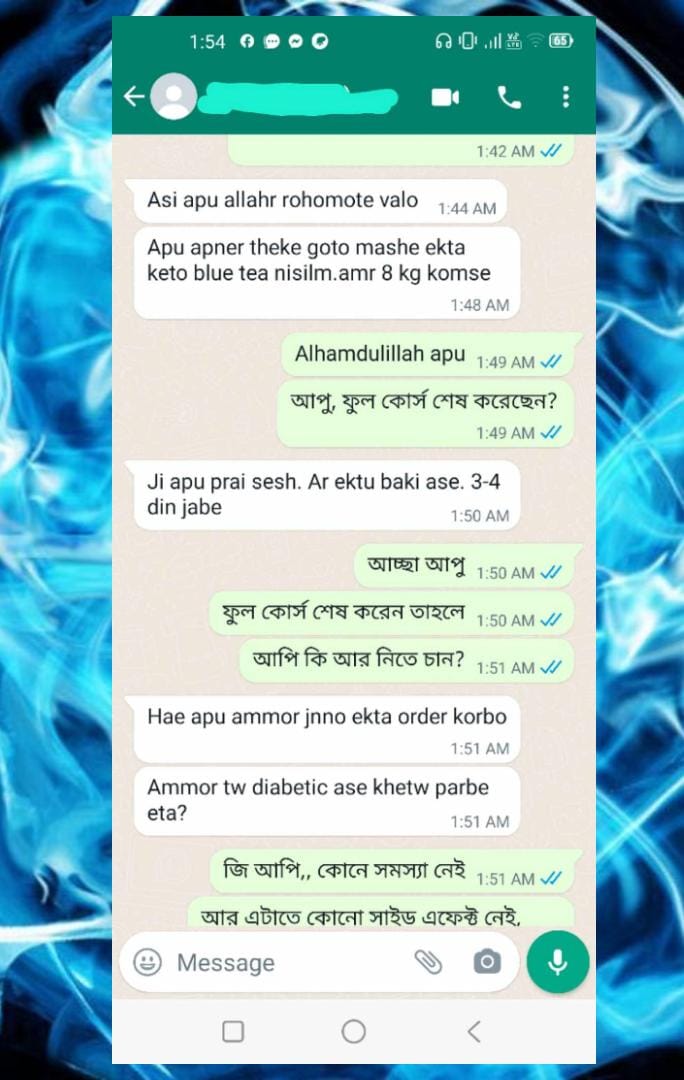 1:54
65
1:42 AM
Asi apu allahr rohomote valo
1:44 AM
Apu apner theke goto mashe ekta
keto blue tea nisilm.amr 8 kg komse
1:48 AM
Alhamdulillah apu
1:49 AM
আপু, ফুল কোর্স শেষ করেছেন?
1:49 AM
Ji apu prai sesh. Ar ektu baki ase. 3-4
din jabe
1:50 AM
আচ্ছা আপু
1:50 AM
ফুল কোর্স শেষ করেন তাহলে
1:50 AM
আপি কি আর নিতে চান?
1:51 AM
Hae apu ammor jnno ekta order korbo
1:51 AM
Ammor tw diabetic ase khetw parbe
eta?
1:51 AM
জি আপি,, কোনে সমস্যা নেই
1:51 AM
আর এটাতে কোনো সাইড এফেক্ট নেই,
Message